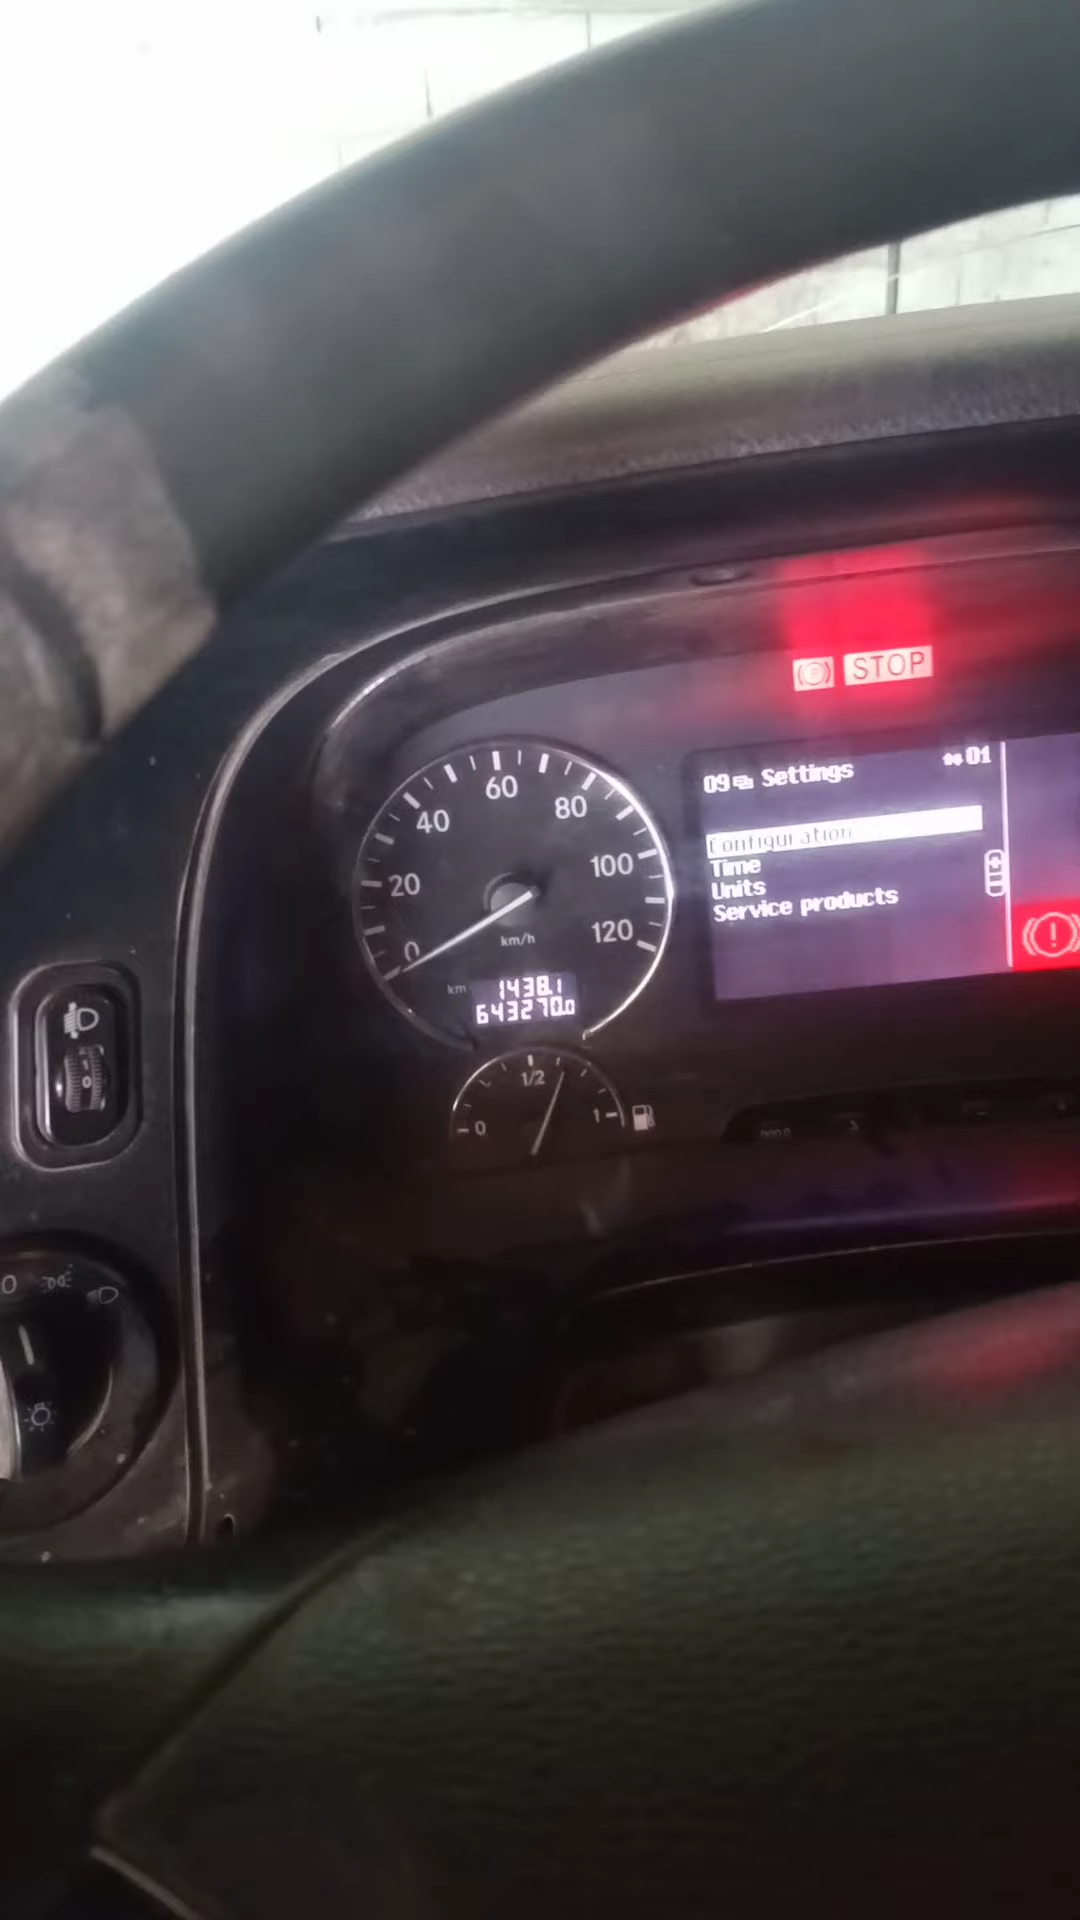 STOP
09 Settings 01
Configuration
Time
Units
Service products
0 20 40 60 80 100 120
km/h
km 1438.1
643270.0
0 1/2 1
0